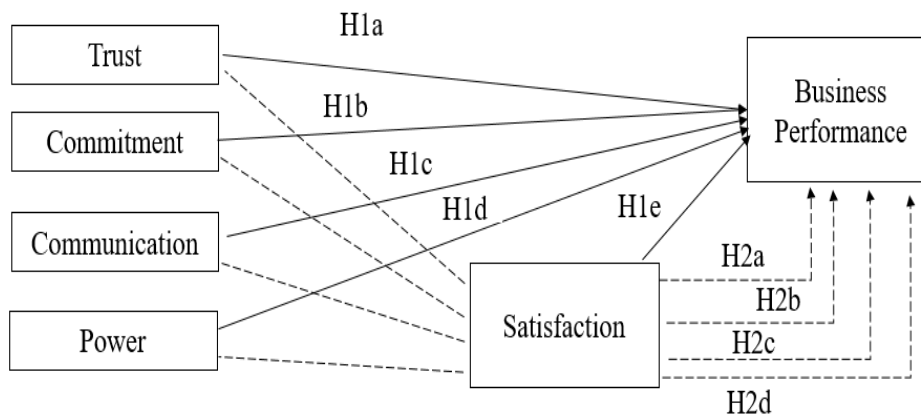 H1a
Trust
Business
Performance
H1b
Commitment
H1c
H1d
H1e
Communication
H2a
H2b
Satisfaction
Power
H2c
H2d